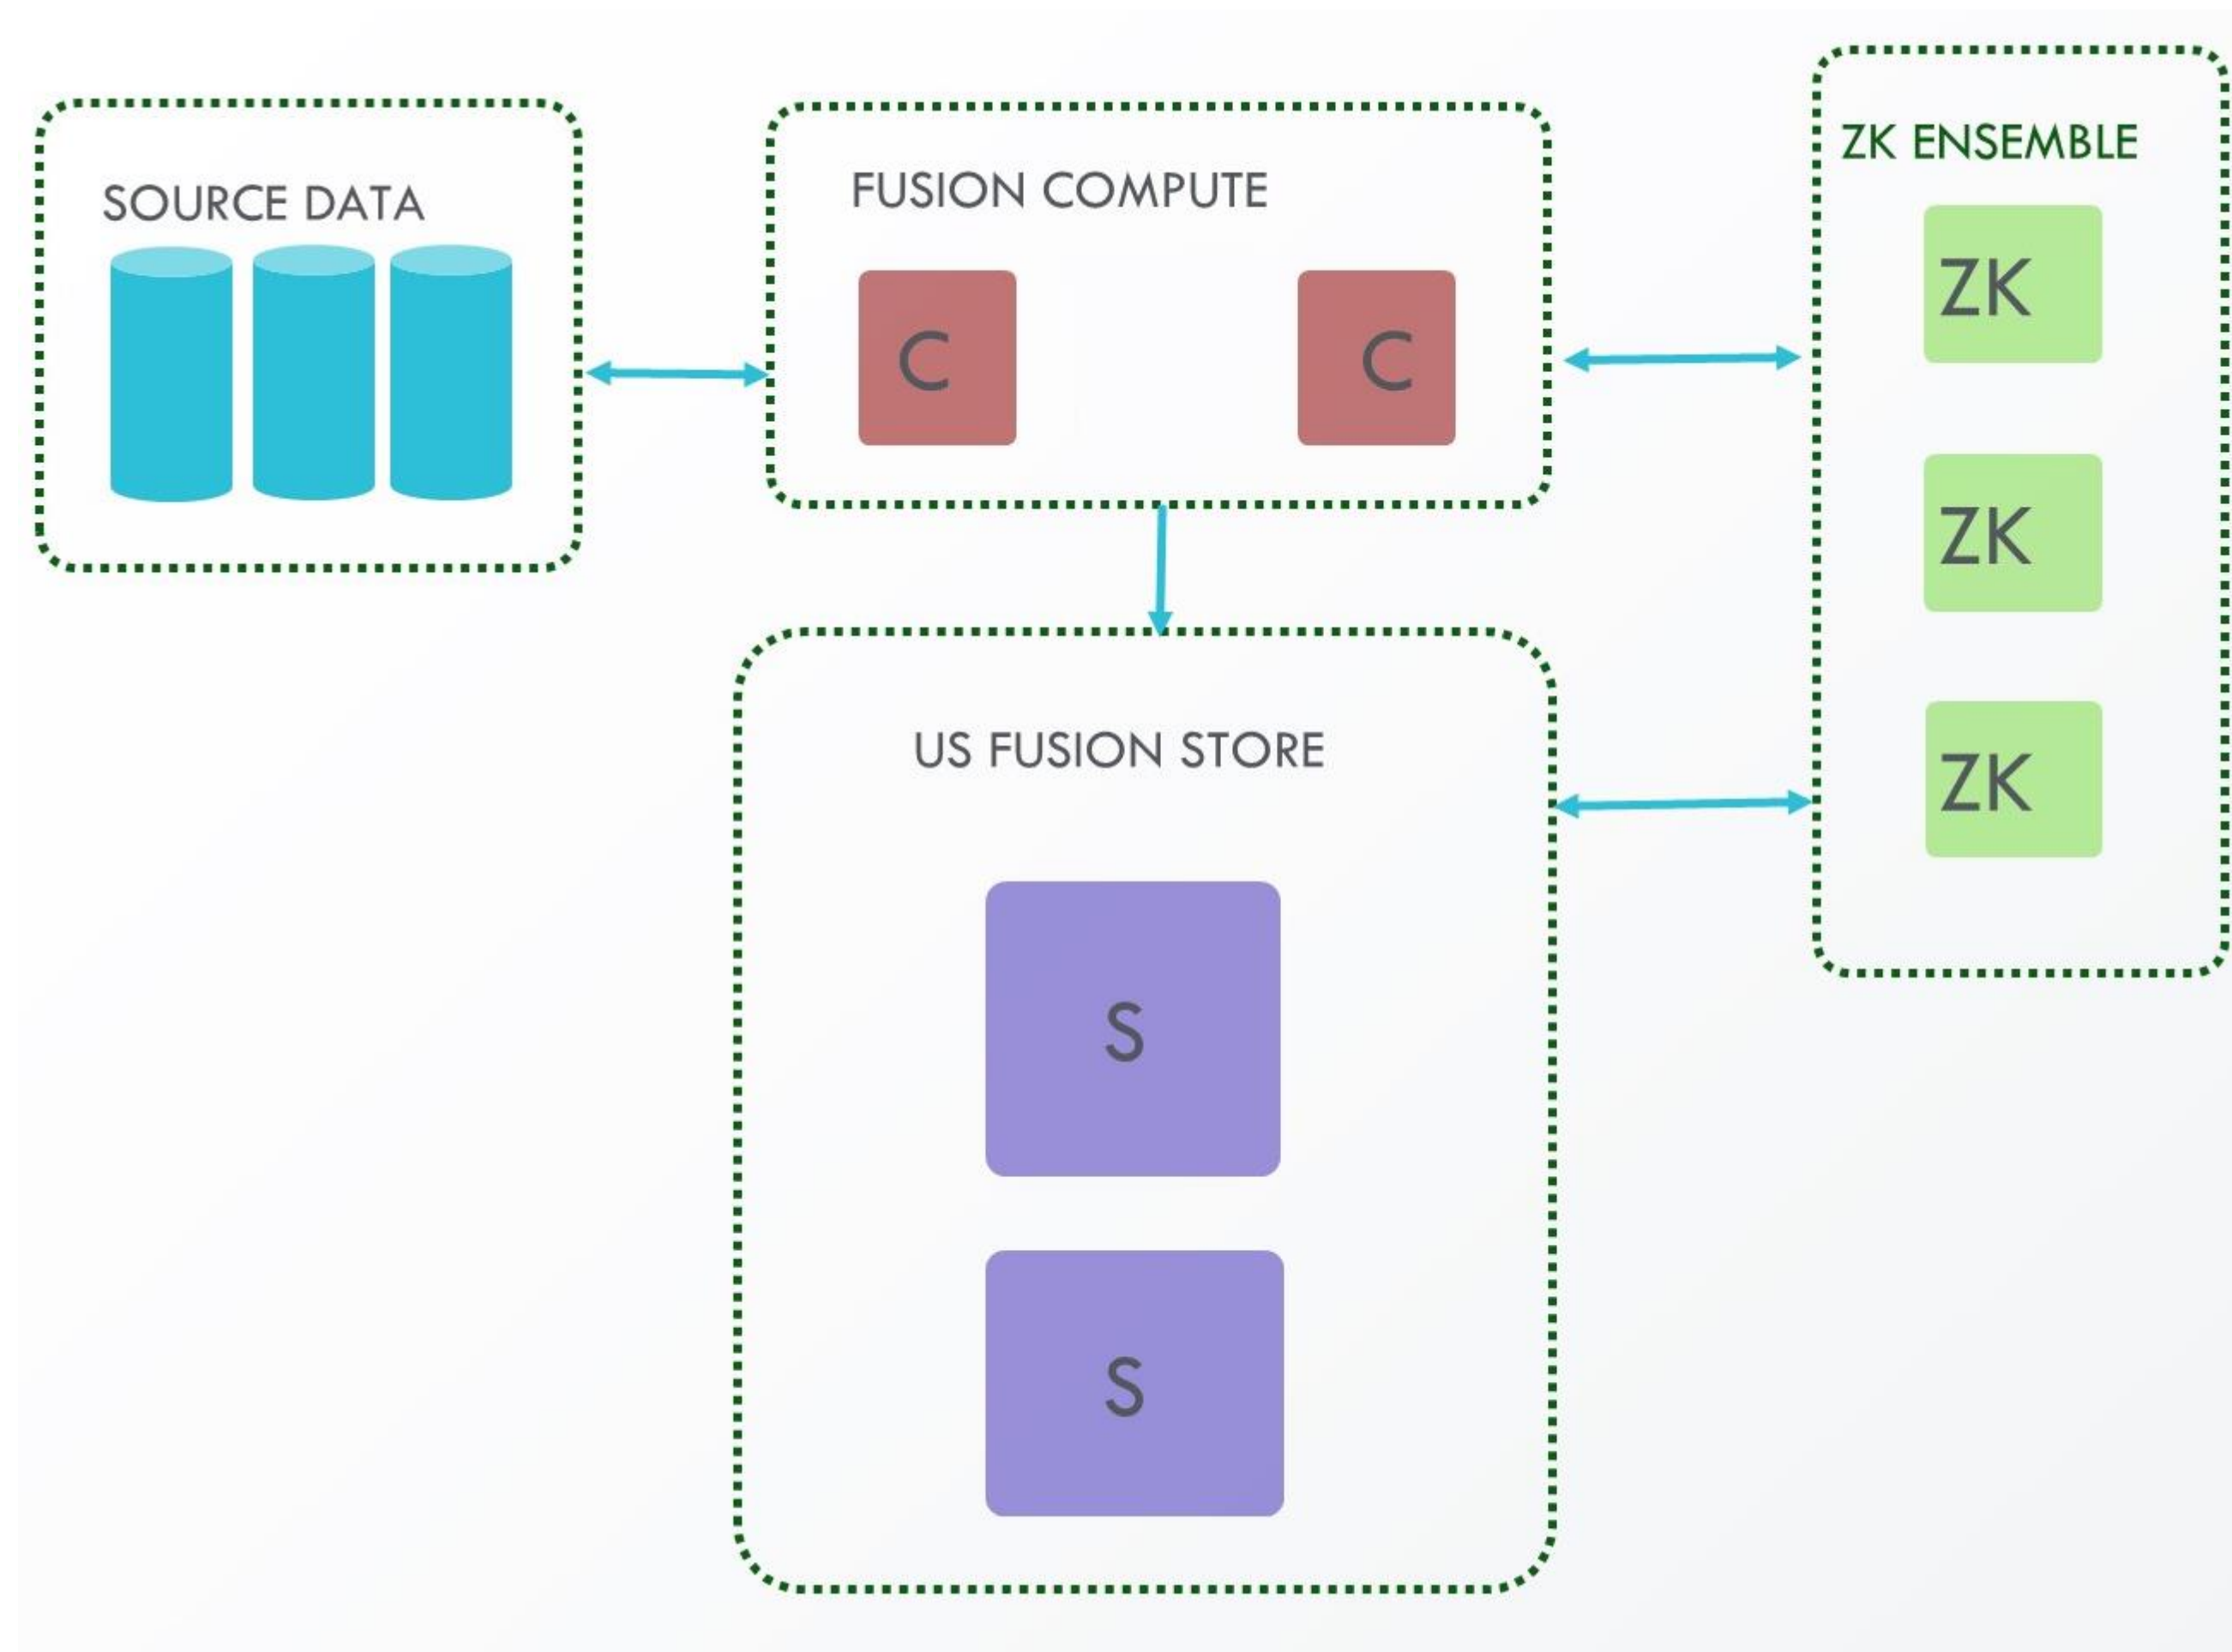 SOURCE DATA
FUSION COMPUTE
C
C
ZK ENSEMBLE
ZK
ZK
ZK
US FUSION STORE
S
S